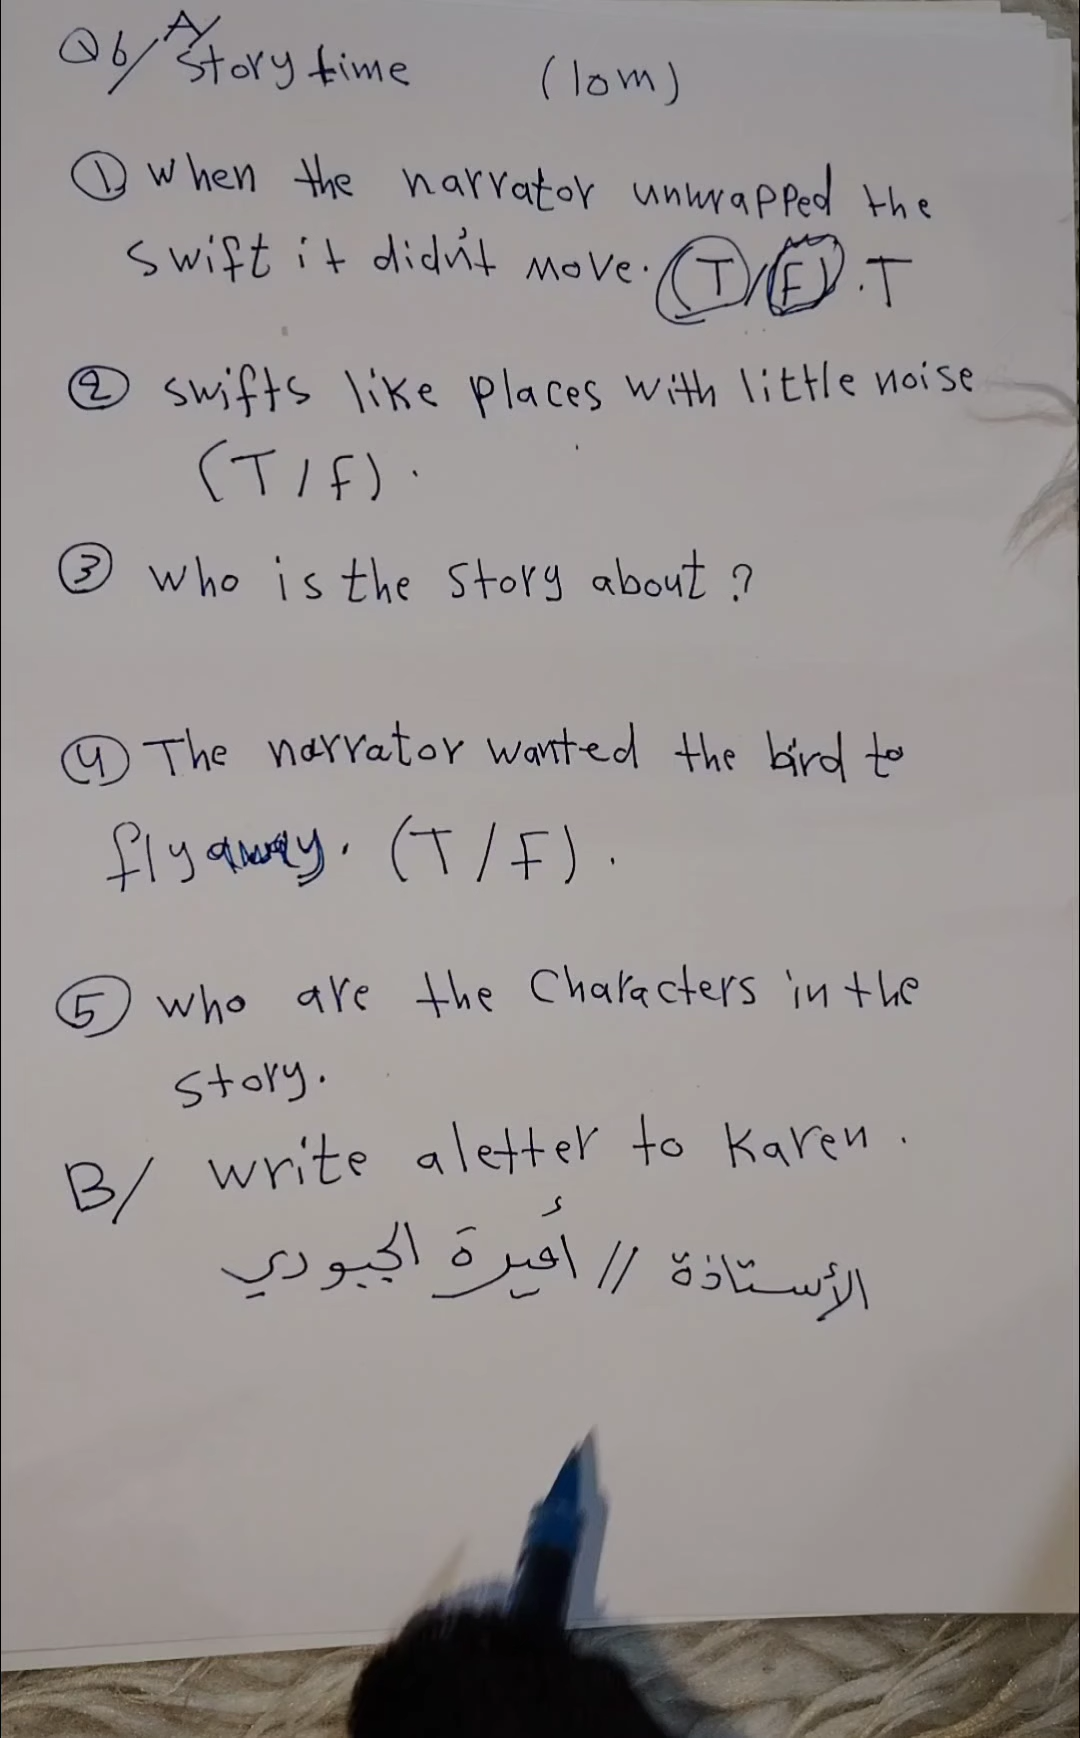 Q6/ A/ Story time (10m)
① When the narrator unwrapped the
swift it didn't move. (T/F). T
② swifts like places with little noise
(T/F).
③ who is the story about?
④ The narrator wanted the bird to
fly away. (T/F).
⑤ who are the characters in the
story.
B/ write a letter to Karen.
الأستاذة // أميرة الجبودي